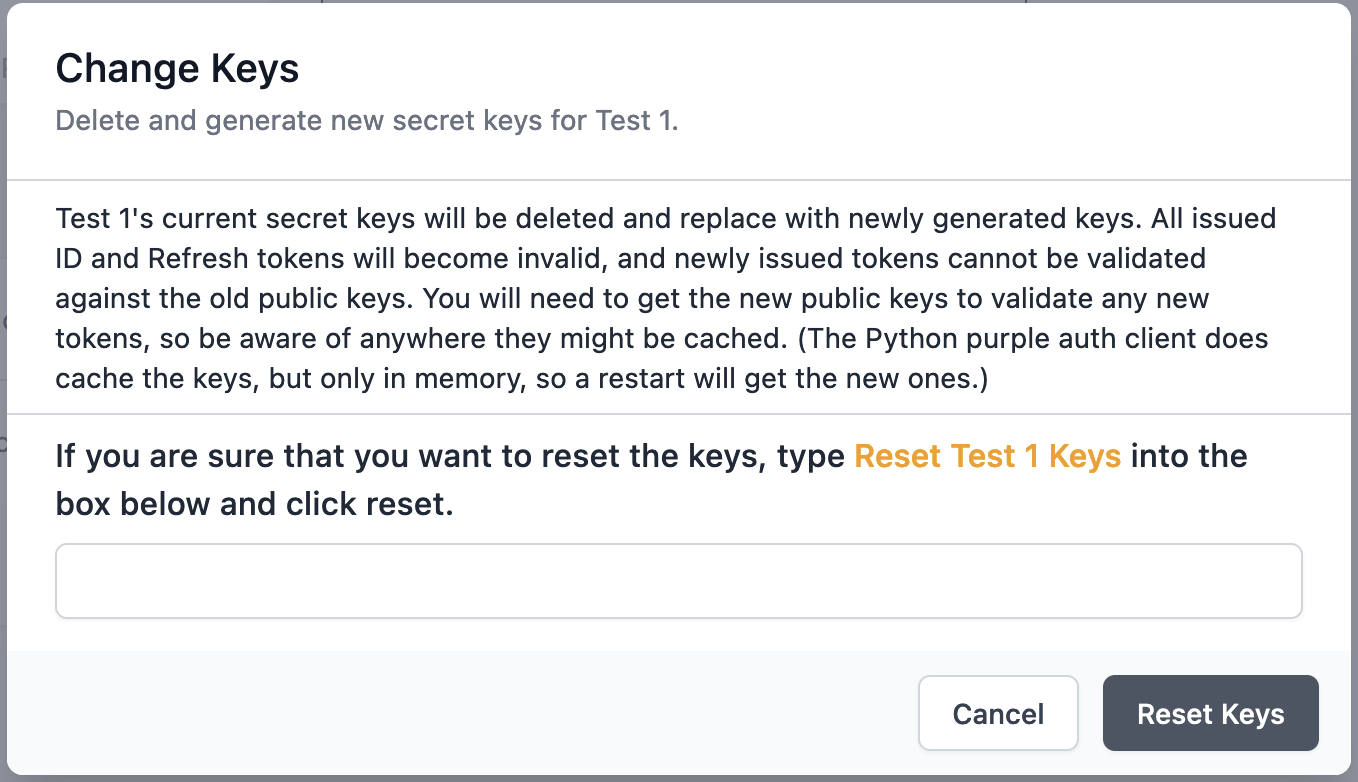 Change Keys
Delete and generate new secret keys for Test 1.
Test 1's current secret keys will be deleted and replace with newly generated keys. All issued
ID and Refresh tokens will become invalid, and newly issued tokens cannot be validated
against the old public keys. You will need to get the new public keys to validate any new
tokens, so be aware of anywhere they might be cached. (The Python purple auth client does
cache the keys, but only in memory, so a restart will get the new ones.)
If you are sure that you want to reset the keys, type Reset Test 1 Keys into the
box below and click reset.
Cancel
Reset Keys